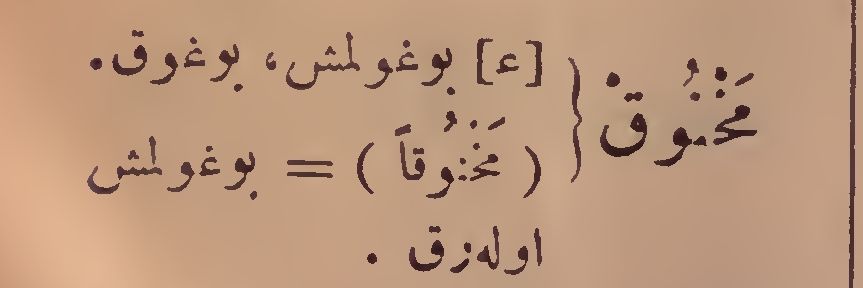 مَخْنُوقْ { [ء] بوغولمش، بوغوق.
( مَخْنُوقاً ) = بوغولمش
اوله‌رق .